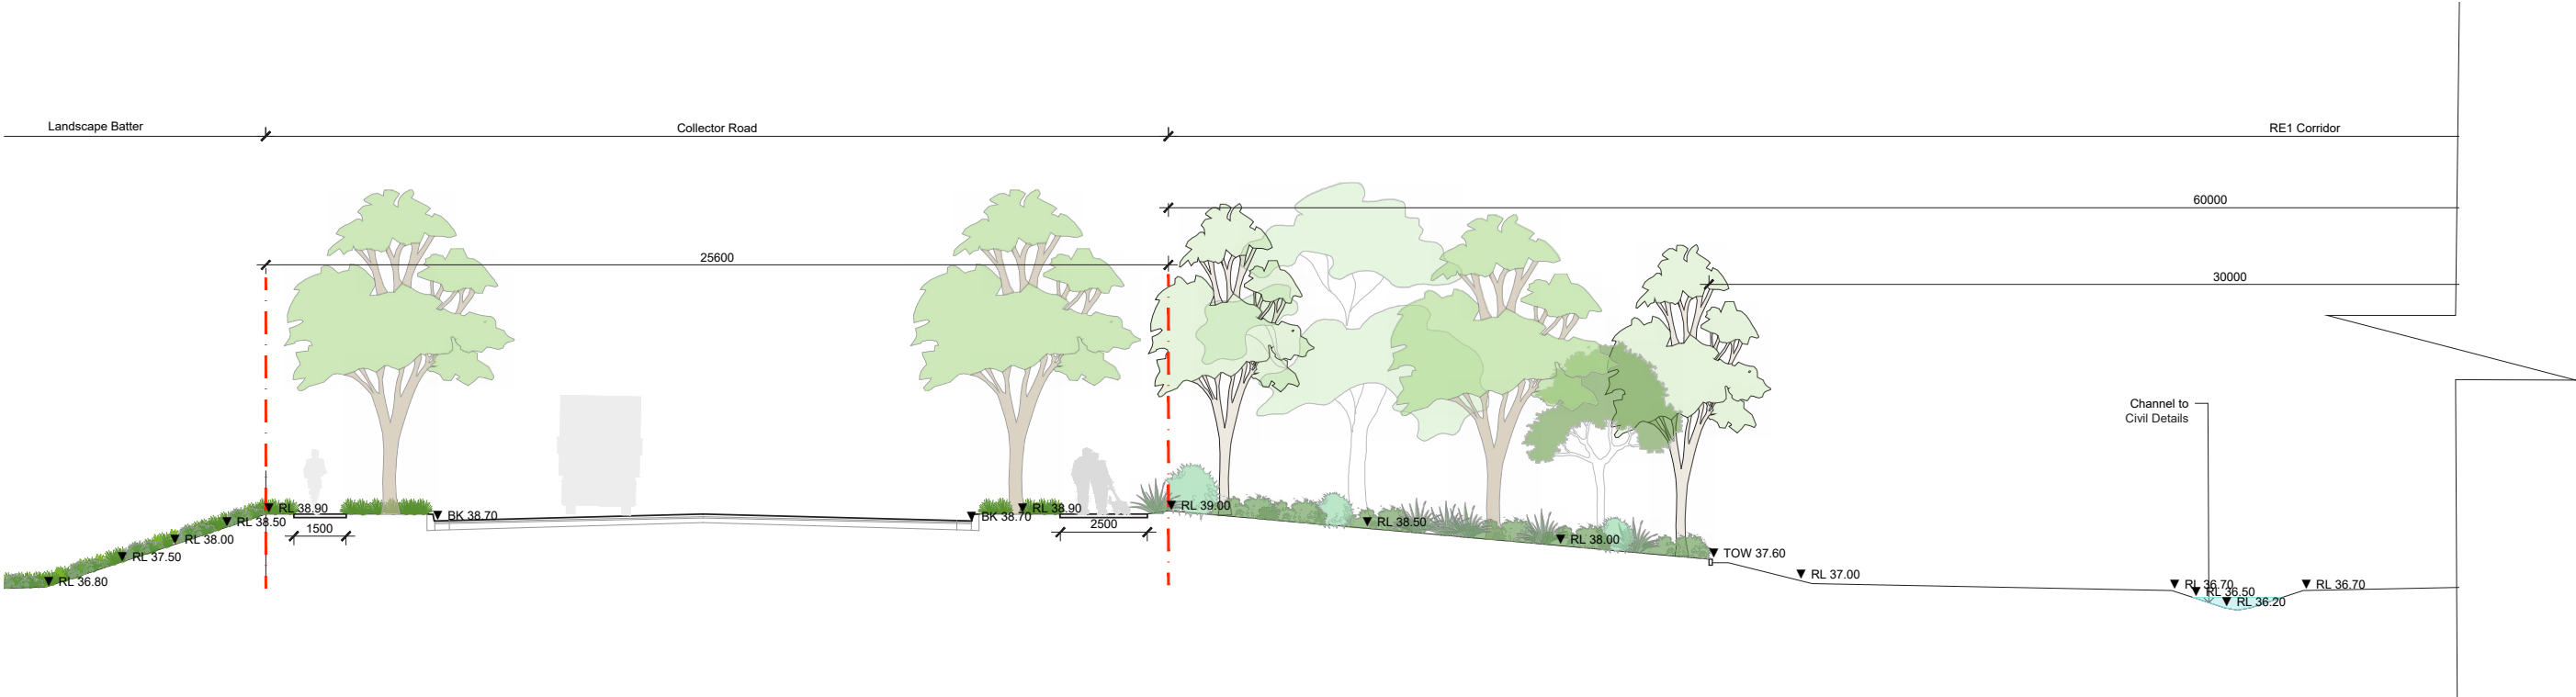 Landscape Batter
Collector Road
RE1 Corridor
60000
25600
30000
Channel to
Civil Details
RL 38.90
RL 38.50
RL 38.00
RL 37.50
RL 36.80
1500
BK 38.70
BK 38.70
RL 38.90
2500
RL 39.00
RL 38.50
RL 38.00
TOW 37.60
RL 37.00
RL 36.70
RL 36.50
RL 36.20
RL 36.70